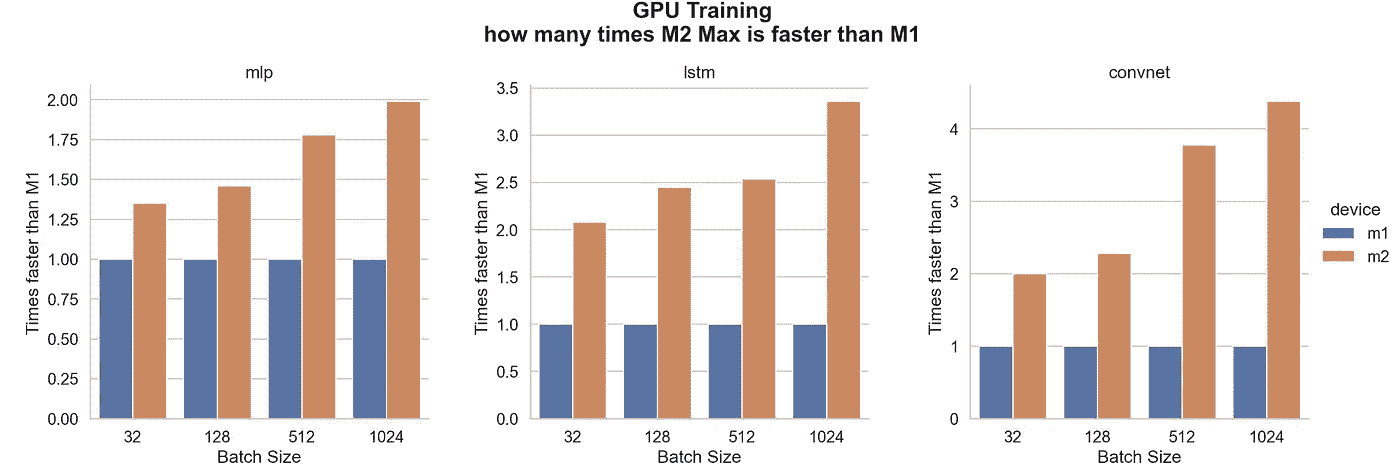 GPU Training
how many times M2 Max is faster than M1
mlp
Times faster than M1
2.00
1.75
1.50
1.25
1.00
0.75
0.50
0.25
0.00
32 128 512 1024
Batch Size
lstm
Times faster than M1
3.5
3.0
2.5
2.0
1.5
1.0
0.5
0.0
32 128 512 1024
Batch Size
convnet
Times faster than M1
4
3
2
1
0
32 128 512 1024
Batch Size
device
m1
m2